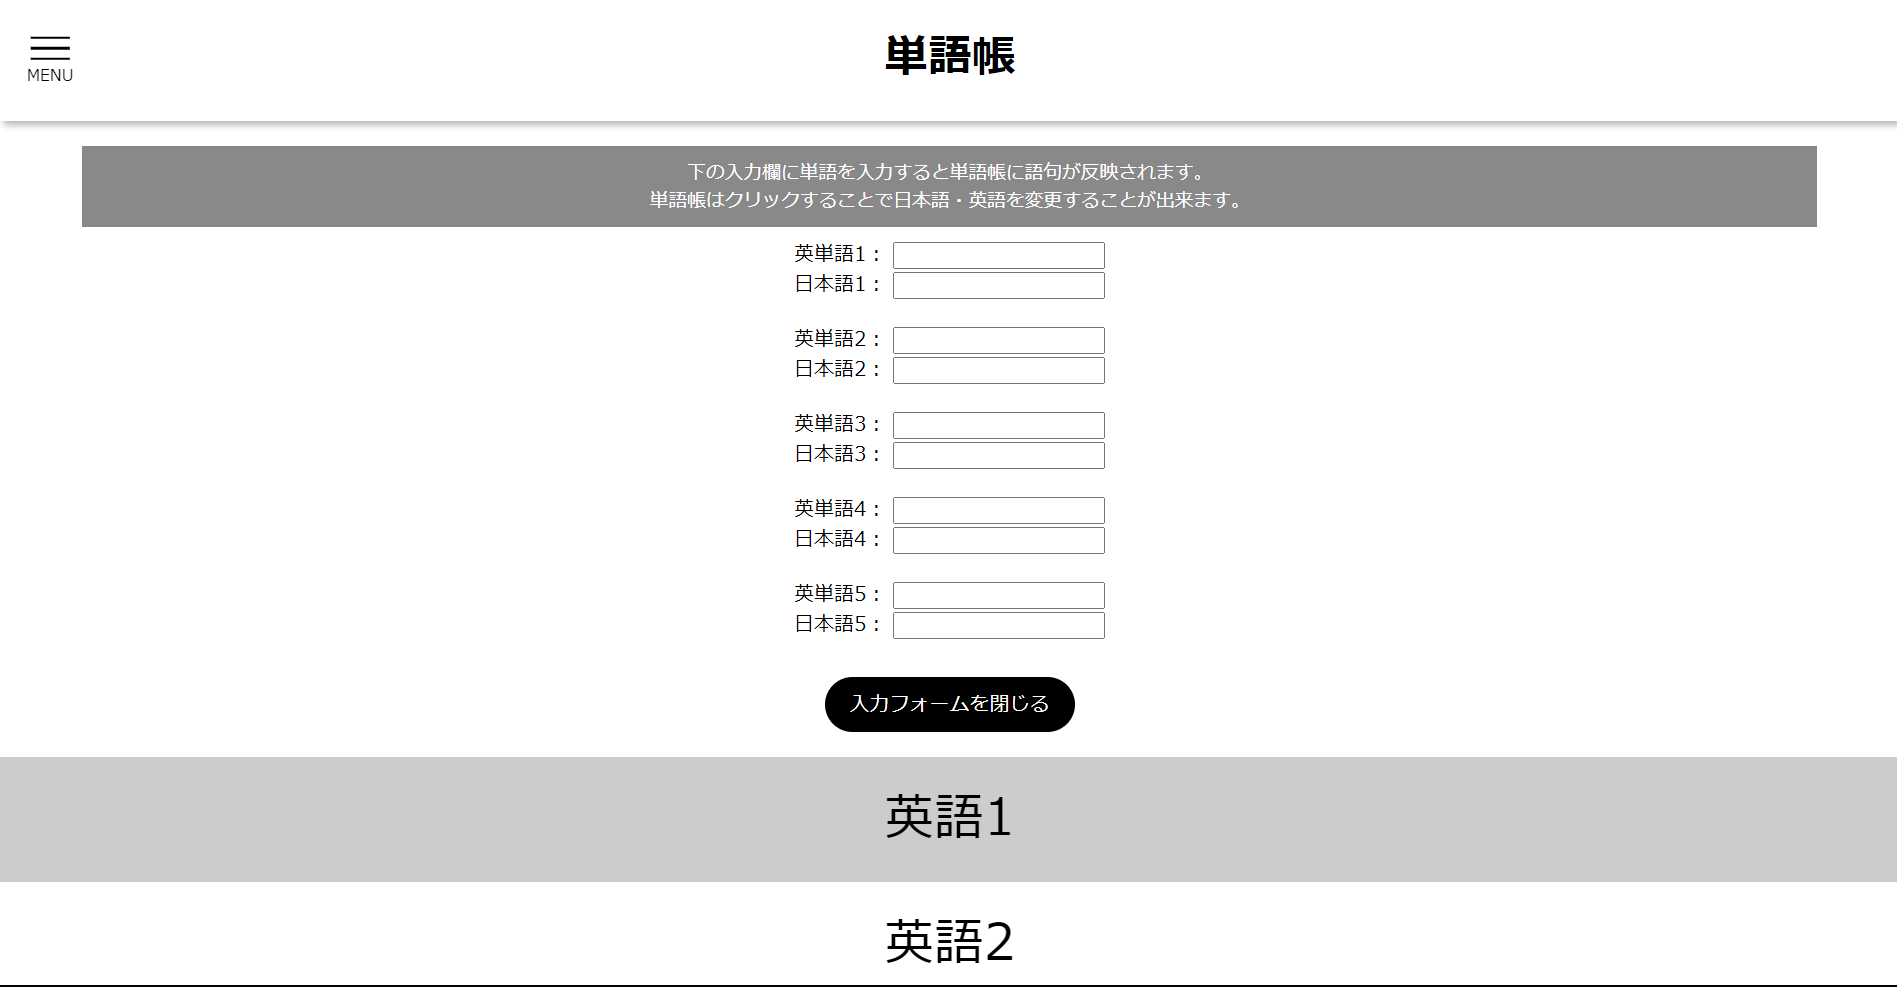 単語帳
MENU
下の入力欄に単語を入力すると単語帳に語句が反映されます。
単語帳はクリックすることで日本語・英語を変更することが出来ます。
英単語1：
日本語1：
英単語2：
日本語2：
英単語3：
日本語3：
英単語4：
日本語4：
英単語5：
日本語5：
入力フォームを閉じる
英語1
英語2